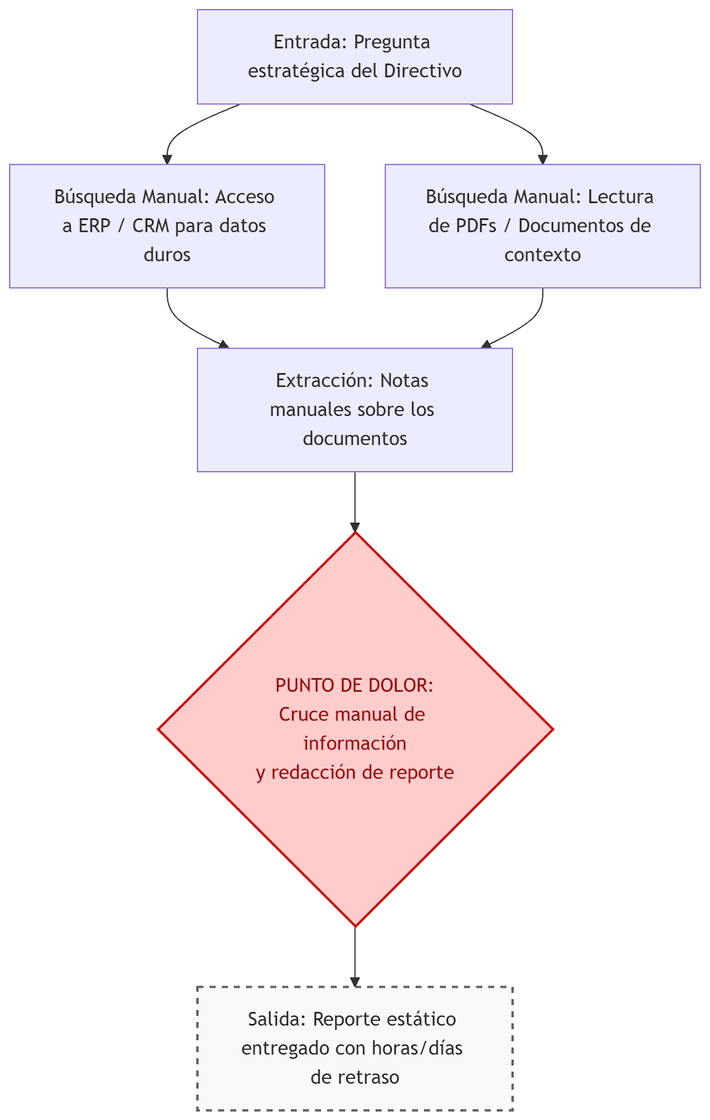 Entrada: Pregunta
estratégica del Directivo
Búsqueda Manual: Acceso
a ERP / CRM para datos
duros
Búsqueda Manual: Lectura
de PDFs / Documentos de
contexto
Extracción: Notas
manuales sobre los
documentos
PUNTO DE DOLOR:
Cruce manual de
información
y redacción de reporte
Salida: Reporte estático
entregado con horas/días
de retraso